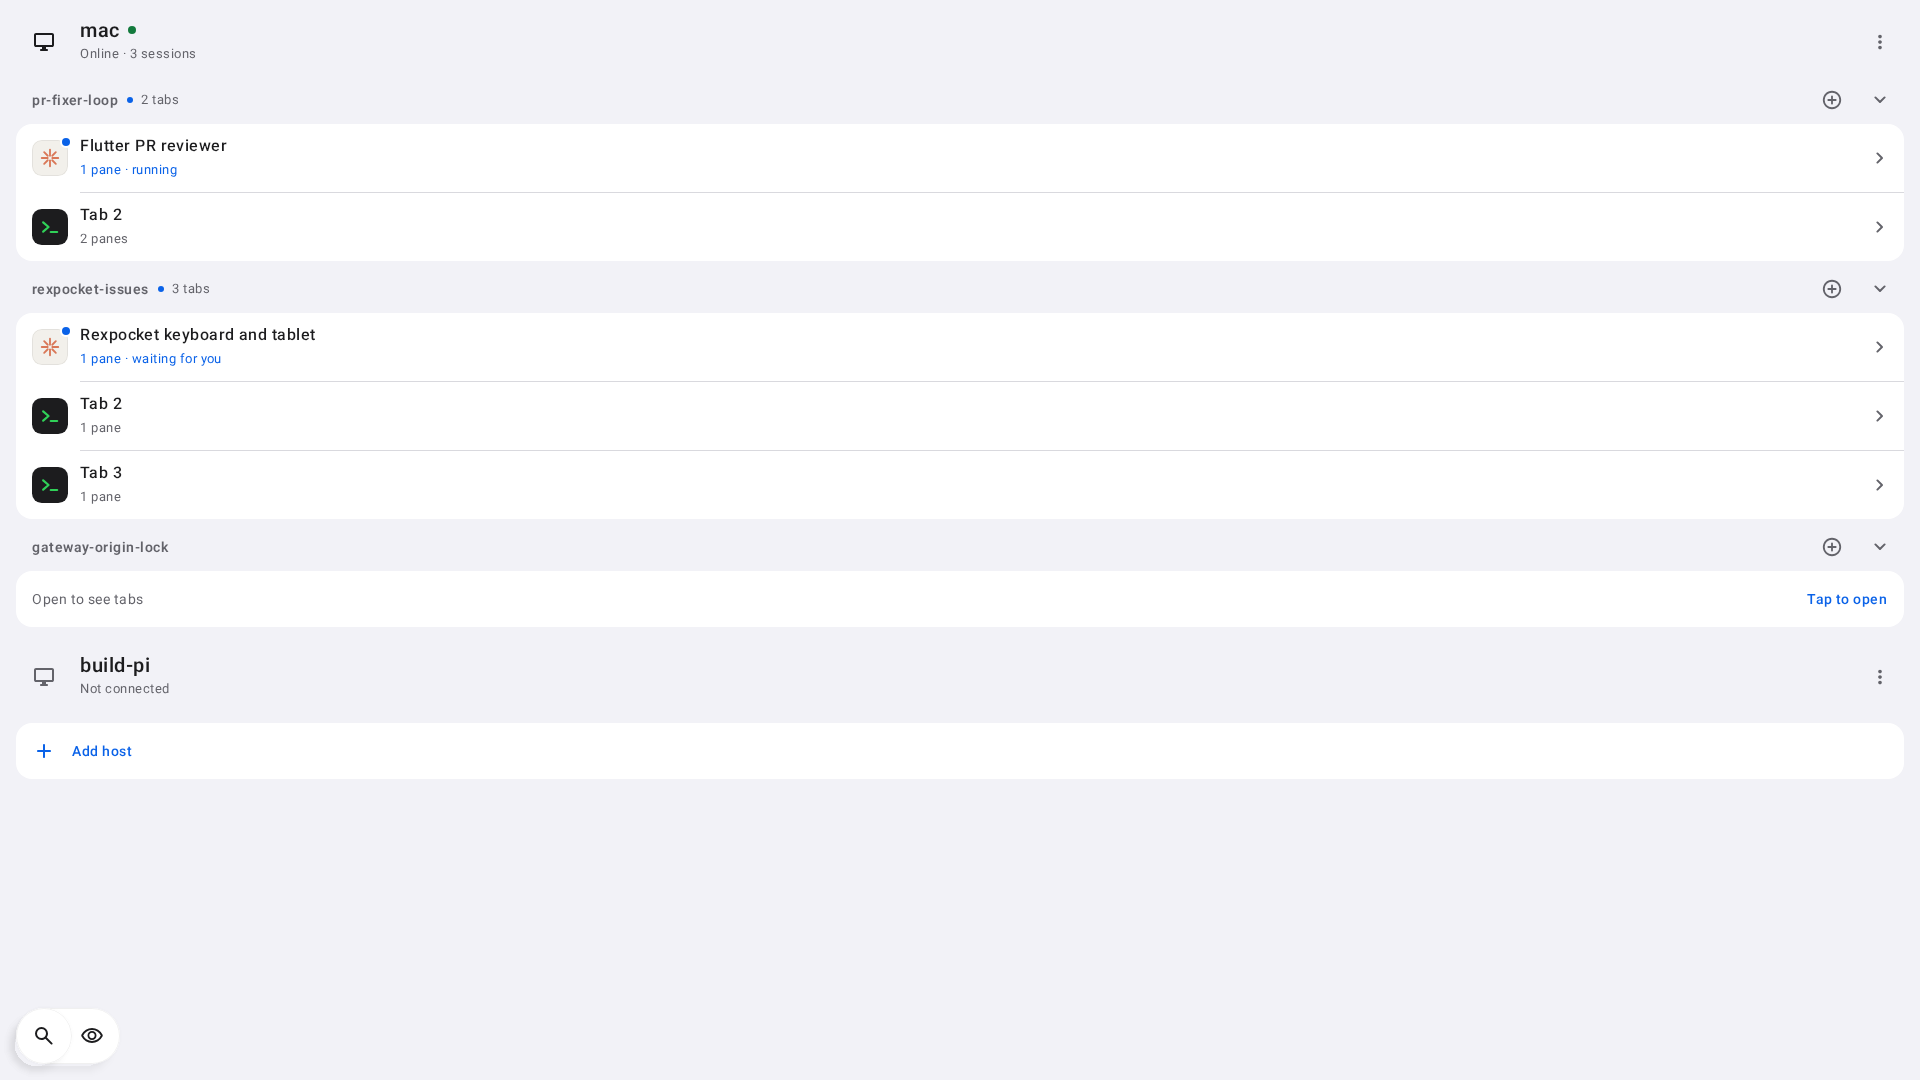 mac
Online · 3 sessions
pr-fixer-loop 2 tabs
Flutter PR reviewer
1 pane · running
Tab 2
2 panes
rexpocket-issues 3 tabs
Rexpocket keyboard and tablet
1 pane · waiting for you
Tab 2
1 pane
Tab 3
1 pane
gateway-origin-lock
Open to see tabs Tap to open
build-pi
Not connected
Add host